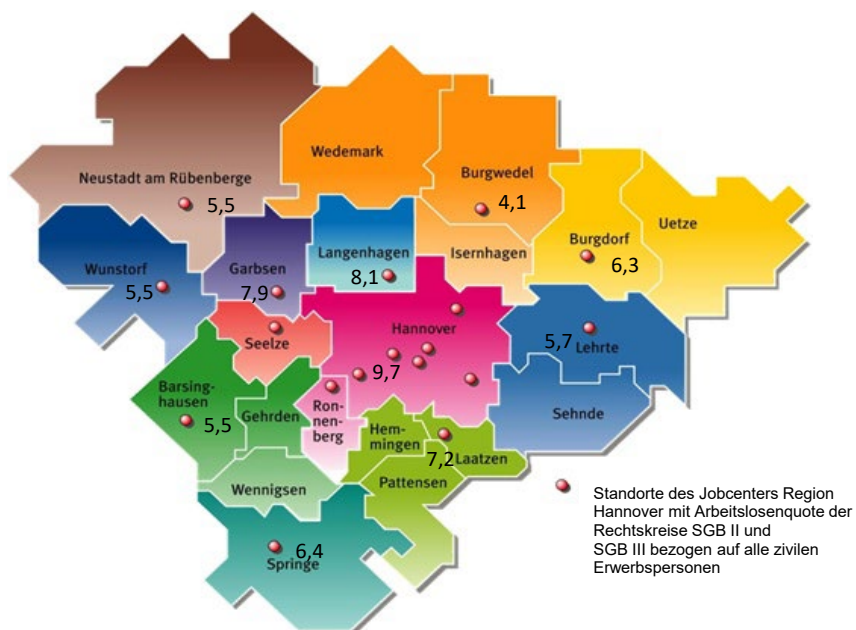 Wedemark
Neustadt am Rübenberge
5,5
Burgwedel
4,1
Uetze
Wunstorf
5,5
Garbsen
7,9
Langenhagen
8,1
Isernhagen
Burgdorf
6,3
Seelze
Hannover
9,7
5,7
Lehrte
Barsing-
hausen
5,5
Gehrden
Ron-
nen-
berg
Hem-
mingen
7,2
Laatzen
Sehnde
Wennigsen
Pattensen
6,4
Springe
Standorte des Jobcenters Region
Hannover mit Arbeitslosenquote der
Rechtskreise SGB II und
SGB III bezogen auf alle zivilen
Erwerbspersonen